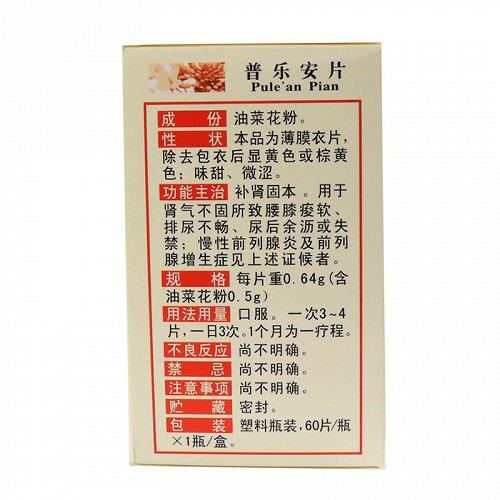 普乐安片
Pule'an Pian
成份 油菜花粉。
性状 本品为薄膜衣片，
除去包衣后显黄色或棕黄
色；味甜、微涩。
功能主治 补肾固本。用于
肾气不固所致腰膝痠软、
排尿不畅、尿后余沥或失
禁；慢性前列腺炎及前列
腺增生症见上述证候者。
规格 每片重0.64g(含
油菜花粉0.5g)
用法用量 口服。一次3~4
片，一日3次。1个月为一疗程。
不良反应 尚不明确。
禁忌 尚不明确。
注意事项 尚不明确。
贮藏 密封。
包装 塑料瓶装，60片/瓶
×1瓶/盒。